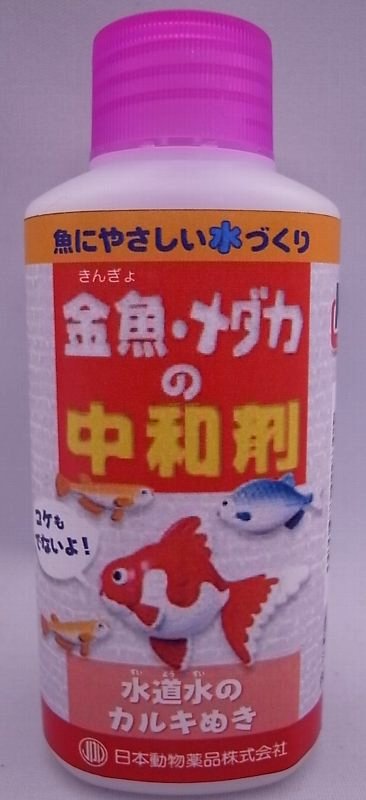 魚にやさしい水づくり
きんぎょ
金魚・メダカ
の
中和剤
コケも
でないよ!
すい どう すい
水道水の
カルキぬき
日本動物薬品株式会社